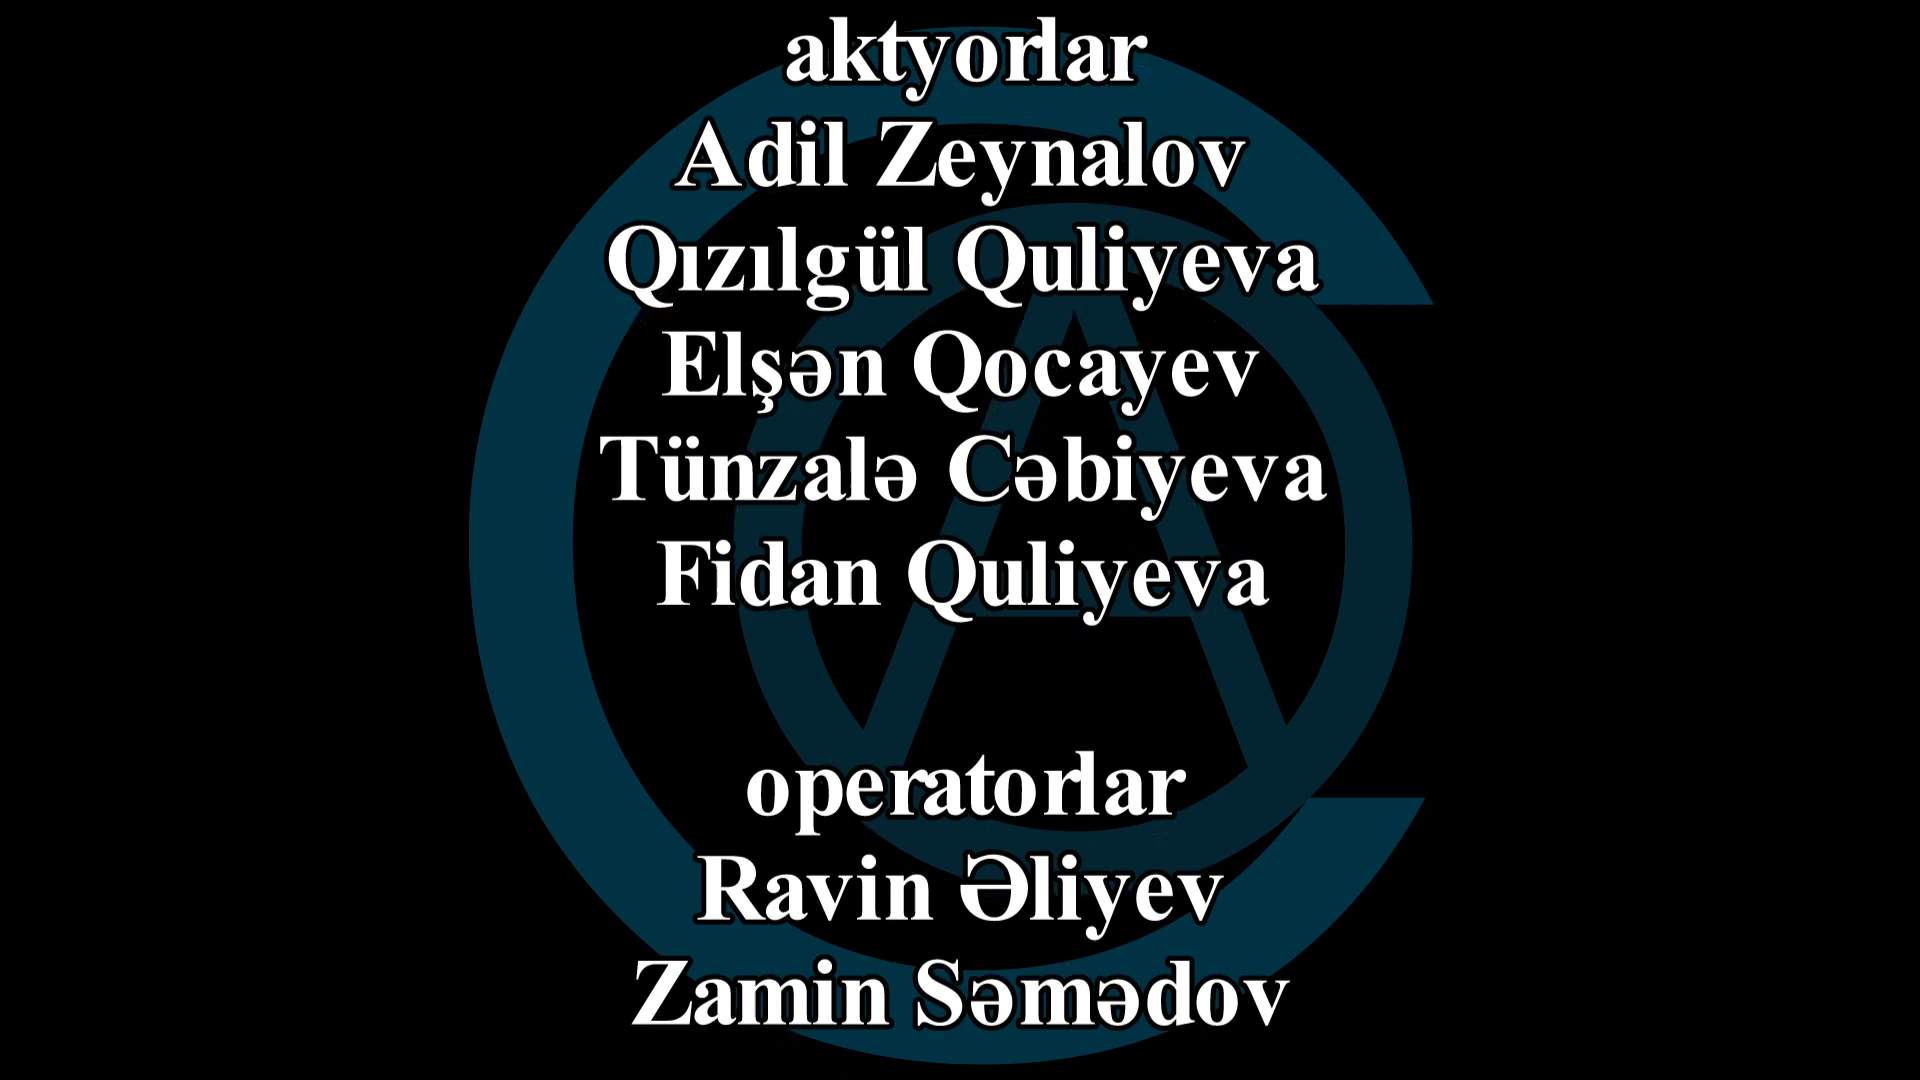 aktyorlar
Adil Zeynalov
Qızılgül Quliyeva
Elşən Qocayev
Tünzalə Cəbiyeva
Fidan Quliyeva
operatorlar
Ravin Əliyev
Zamin Səmədov